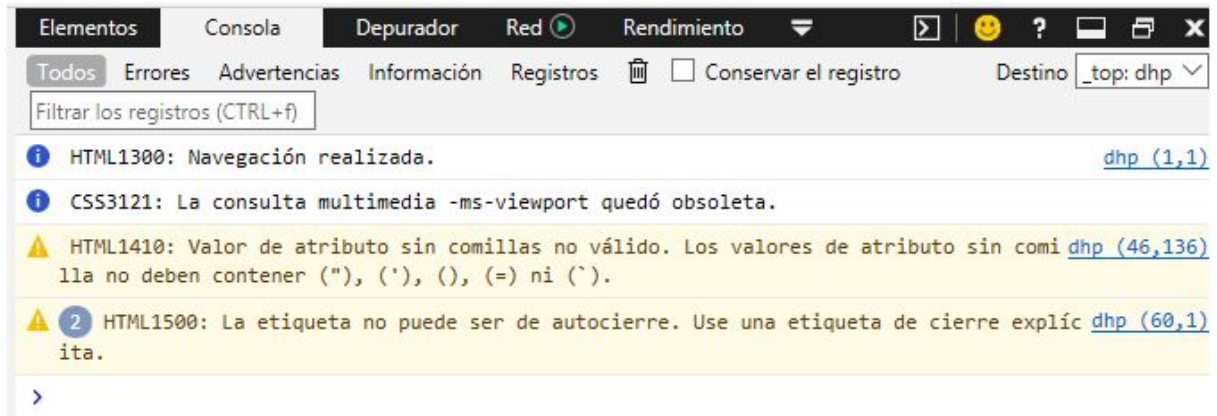 Elementos Consola Depurador Red Rendimiento ?
Todos Errores Advertencias Información Registros Conservar el registro Destino _top: dhp
Filtrar los registros (CTRL+f)
HTML1300: Navegación realizada. dhp (1,1)
CSS3121: La consulta multimedia -ms-viewport quedó obsoleta.
HTML1410: Valor de atributo sin comillas no válido. Los valores de atributo sin comi dhp (46,136)
lla no deben contener ("), ('), (), (=) ni (`).
2 HTML1500: La etiqueta no puede ser de autocierre. Use una etiqueta de cierre explíc dhp (60,1)
ita.
>